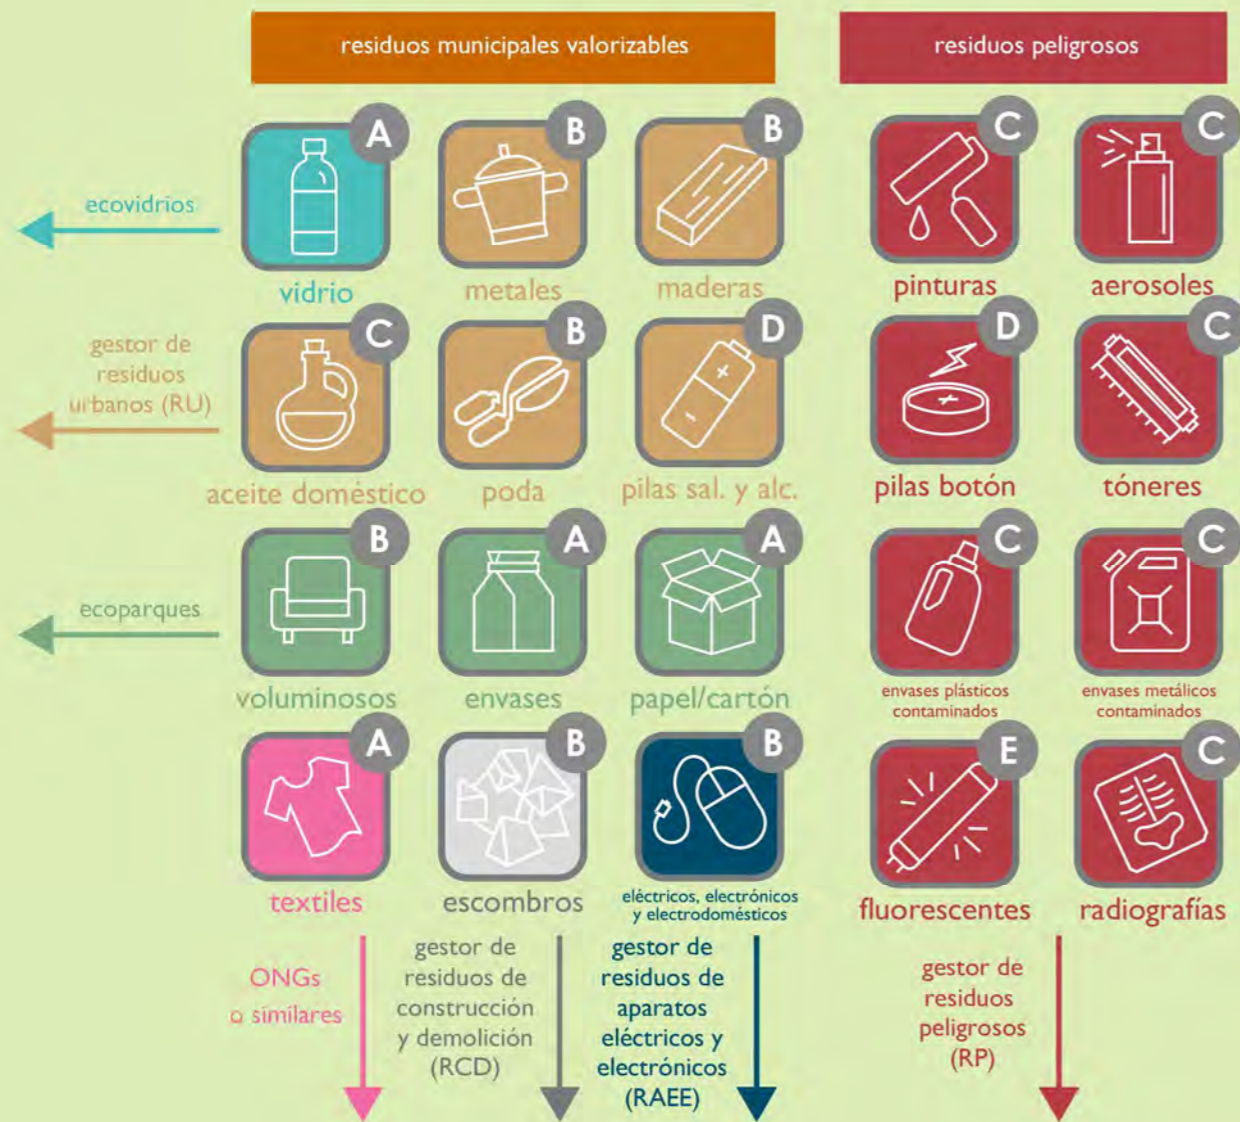 residuos municipales valorizables
residuos peligrosos
A
B
B
C
C
ecovidrios
vidrio
metales
maderas
pinturas
aerosoles
C
B
D
D
C
gestor de
residuos
urbanos (RU)
+
-
+
aceite doméstico
poda
pilas sal. y alc.
pilas botón
tóneres
B
A
A
C
C
ecoparques
voluminosos
envases
papel/cartón
envases plásticos
contaminados
envases metálicos
contaminados
A
B
B
E
C
textiles
escombros
eléctricos, electrónicos
y electrodomésticos
fluorescentes
radiografías
ONGs
o similares
gestor de
residuos de
construcción
y demolición
(RCD)
gestor de
residuos de
aparatos
eléctricos y
electrónicos
(RAEE)
gestor de
residuos
peligrosos
(RP)